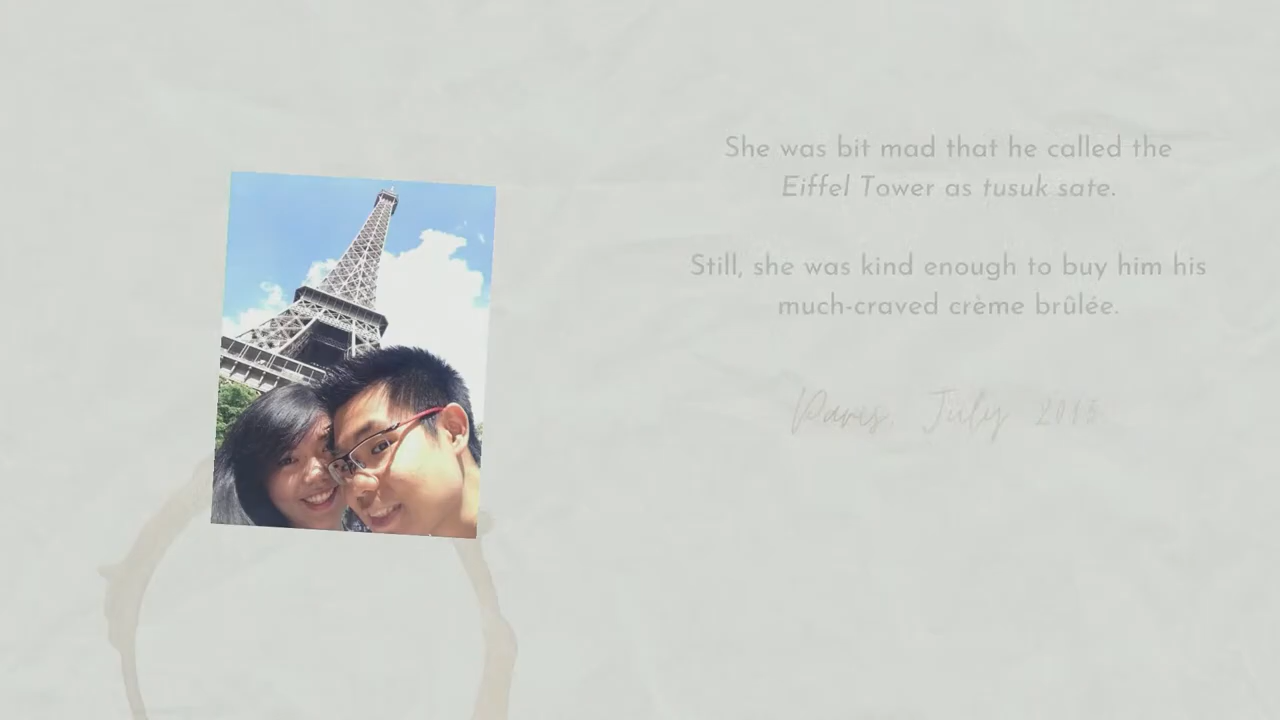 She was bit mad that he called the
Eiffel Tower as tusuk sate.
Still, she was kind enough to buy him his
much-craved crème brûlée.
Paris, July